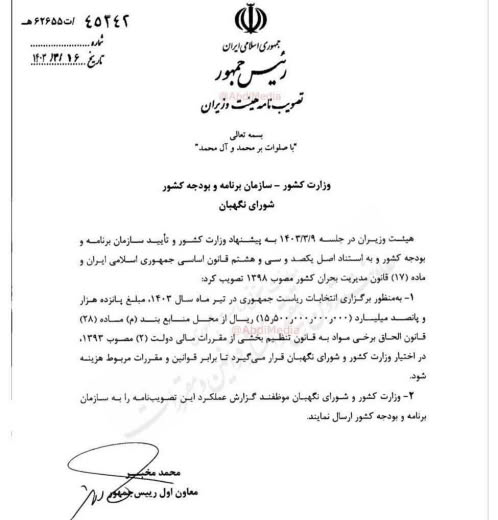 ۴۵۲۴۲ /ت۶۲۶۵۵هـ
شماره
تاریخ ۱۴۰۳/۳/۱۶
جمهوری اسلامی ایران
رئیس جمهور
@AbdiMedia
تصویب نامه هیئت وزیران
بسمه تعالی
"با صلوات بر محمد و آل محمد"
وزارت کشور – سازمان برنامه و بودجه کشور
شورای نگهبان
هیئت وزیران در جلسه ۱۴۰۳/۳/۹ به پیشنهاد وزارت کشور و تأیید سازمان برنامه و
بودجه کشور و به استناد اصل یکصد و سی و هشتم قانون اساسی جمهوری اسلامی ایران و
ماده (۱۷) قانون مدیریت بحران کشور مصوب ۱۳۹۸ تصویب کرد:
۱- به‌منظور برگزاری انتخابات ریاست جمهوری در تیر ماه سال ۱۴۰۳، مبلغ پانزده هزار
و پانصد میلیارد (۱۵٫۵۰۰٫۰۰۰٫۰۰۰٫۰۰۰) ریال از محل منابع بند (م) ماده (۲۸)
@AbdiMedia
قانون الحاق برخی مواد به قانون تنظیم بخشی از مقررات مالی دولت (۲) مصوب ۱۳۹۳،
در اختیار وزارت کشور و شورای نگهبان قرار می‌گیرد تا برابر قوانین و مقررات مربوط هزینه
شود.
۲- وزارت کشور و شورای نگهبان موظفند گزارش عملکرد این تصویب‌نامه را به سازمان
برنامه و بودجه کشور ارسال نمایند.
محمد مخبر
معاون اول رییس‌جمهور